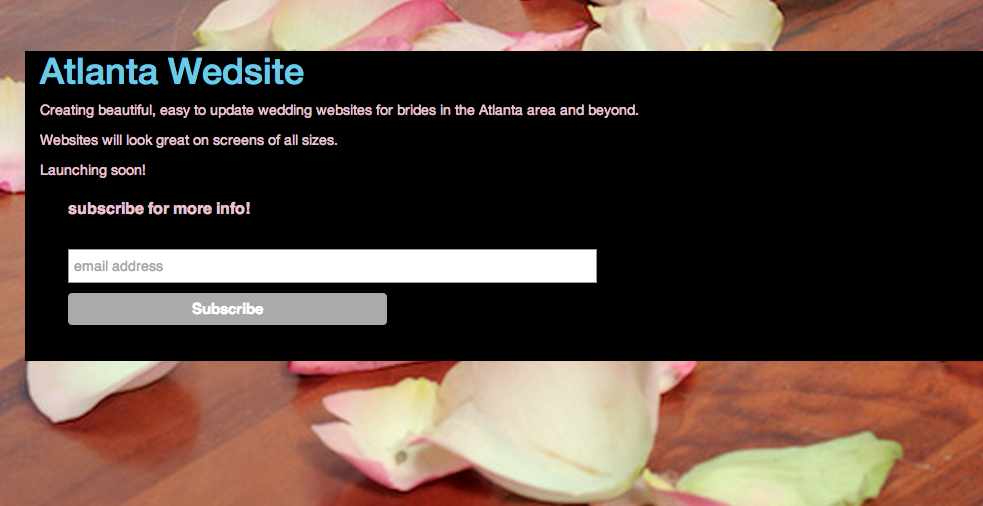 Atlanta Wedsite
Creating beautiful, easy to update wedding websites for brides in the Atlanta area and beyond.
Websites will look great on screens of all sizes.
Launching soon!
subscribe for more info!
email address
Subscribe